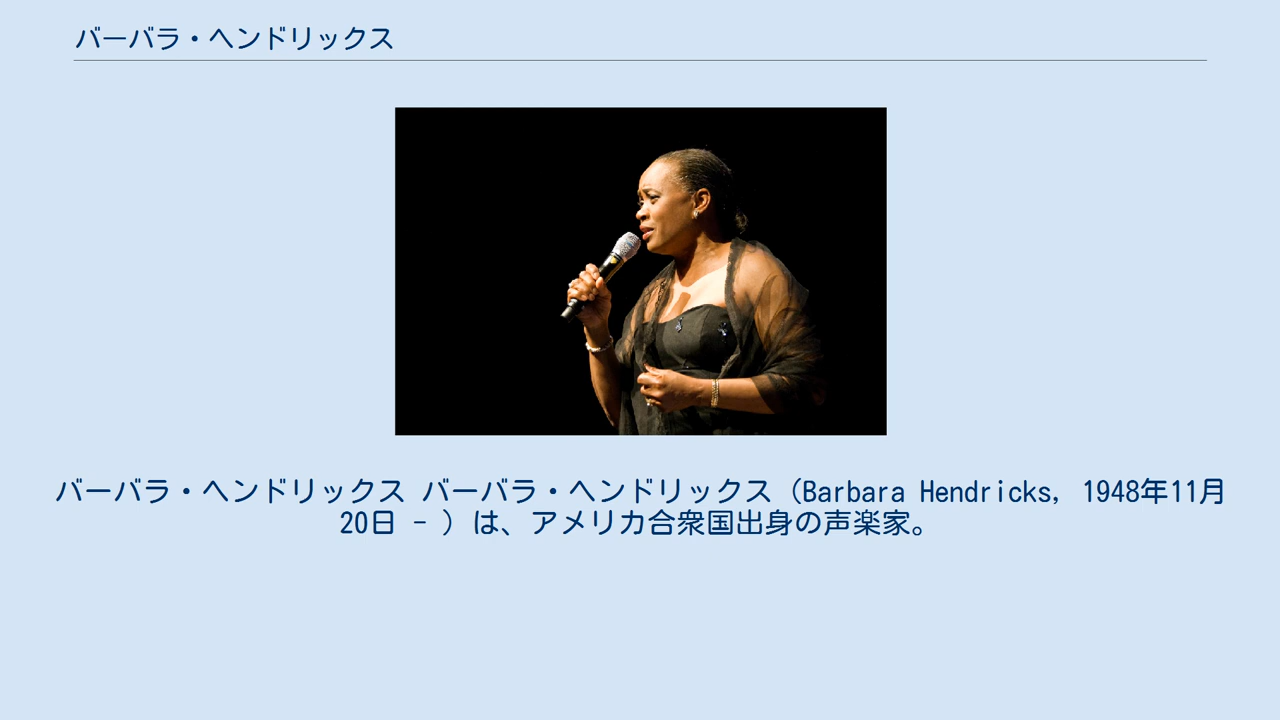 バーバラ・ヘンドリックス
バーバラ・ヘンドリックス バーバラ・ヘンドリックス（Barbara Hendricks, 1948年11月
20日 - ）は、アメリカ合衆国出身の声楽家。